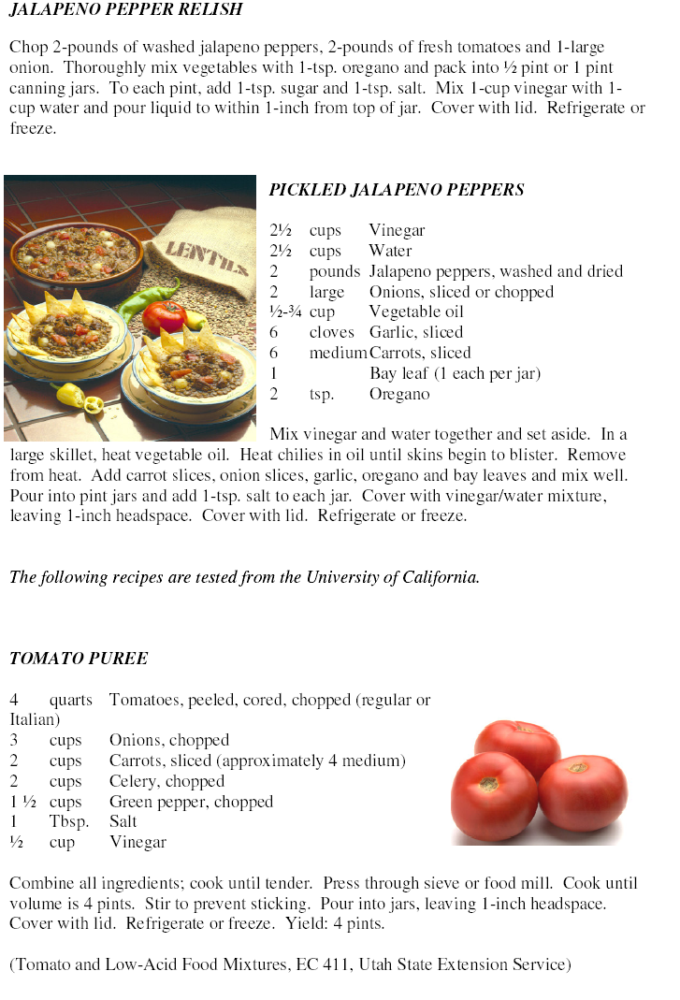 JALAPENO PEPPER RELISH
Chop 2-pounds of washed jalapeno peppers, 2-pounds of fresh tomatoes and 1-large
onion.  Thoroughly mix vegetables with 1-tsp. oregano and pack into ½ pint or 1 pint
canning jars.  To each pint, add 1-tsp. sugar and 1-tsp. salt.  Mix 1-cup vinegar with 1-
cup water and pour liquid to within 1-inch from top of jar.  Cover with lid.  Refrigerate or
freeze.
LENTILS
PICKLED JALAPENO PEPPERS
2½ cups Vinegar
2½ cups Water
2 pounds Jalapeno peppers, washed and dried
2 large Onions, sliced or chopped
½-¾ cup Vegetable oil
6 cloves Garlic, sliced
6 medium Carrots, sliced
1 Bay leaf (1 each per jar)
2 tsp. Oregano
Mix vinegar and water together and set aside.  In a
large skillet, heat vegetable oil.  Heat chilies in oil until skins begin to blister.  Remove
from heat.  Add carrot slices, onion slices, garlic, oregano and bay leaves and mix well.
Pour into pint jars and add 1-tsp. salt to each jar.  Cover with vinegar/water mixture,
leaving 1-inch headspace.  Cover with lid.  Refrigerate or freeze.
The following recipes are tested from the University of California.
TOMATO PUREE
4 quarts Tomatoes, peeled, cored, chopped (regular or
Italian)
3 cups Onions, chopped
2 cups Carrots, sliced (approximately 4 medium)
2 cups Celery, chopped
1 ½ cups Green pepper, chopped
1 Tbsp. Salt
½ cup Vinegar
Combine all ingredients; cook until tender.  Press through sieve or food mill.  Cook until
volume is 4 pints.  Stir to prevent sticking.  Pour into jars, leaving 1-inch headspace.
Cover with lid.  Refrigerate or freeze.  Yield: 4 pints.
(Tomato and Low-Acid Food Mixtures, EC 411, Utah State Extension Service)